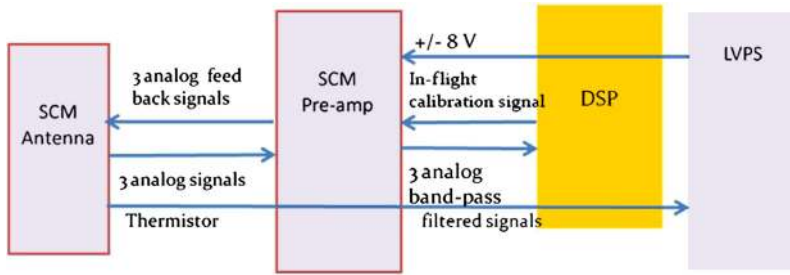 SCM
Antenna
3 analog feed
back signals
3 analog signals
Thermistor
SCM
Pre-amp
+/- 8 V
In-flight
calibration signal
3 analog
band-pass
filtered signals
DSP
LVPS